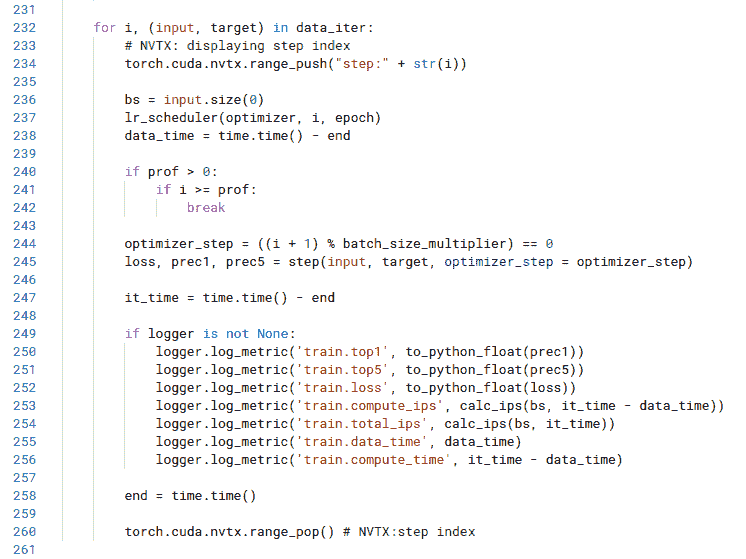 231
232 for i, (input, target) in data_iter:
233 # NVTX: displaying step index
234 torch.cuda.nvtx.range_push("step:" + str(i))
235
236 bs = input.size(0)
237 lr_scheduler(optimizer, i, epoch)
238 data_time = time.time() - end
239
240 if prof > 0:
241 if i >= prof:
242 break
243
244 optimizer_step = ((i + 1) % batch_size_multiplier) == 0
245 loss, prec1, prec5 = step(input, target, optimizer_step = optimizer_step)
246
247 it_time = time.time() - end
248
249 if logger is not None:
250 logger.log_metric('train.top1', to_python_float(prec1))
251 logger.log_metric('train.top5', to_python_float(prec5))
252 logger.log_metric('train.loss', to_python_float(loss))
253 logger.log_metric('train.compute_ips', calc_ips(bs, it_time - data_time))
254 logger.log_metric('train.total_ips', calc_ips(bs, it_time))
255 logger.log_metric('train.data_time', data_time)
256 logger.log_metric('train.compute_time', it_time - data_time)
257
258 end = time.time()
259
260 torch.cuda.nvtx.range_pop() # NVTX:step index
261